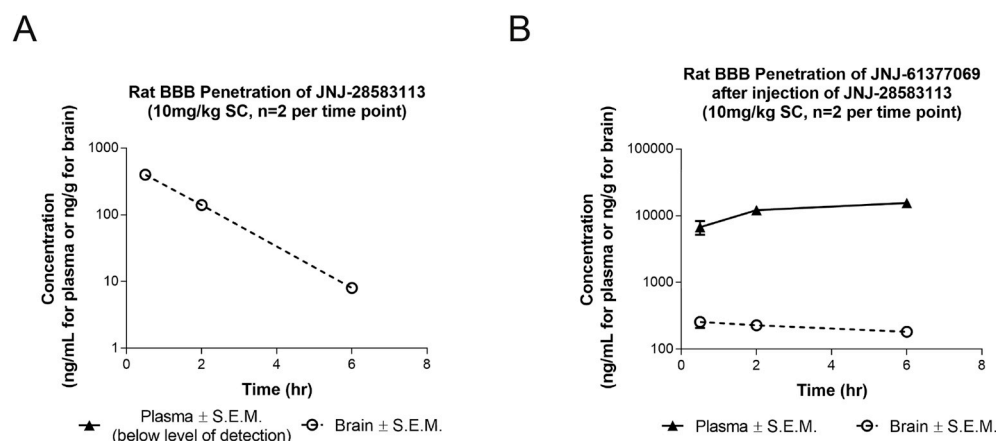 A
Rat BBB Penetration of JNJ-28583113
(10mg/kg SC, n=2 per time point)
Concentration
(ng/mL for plasma or ng/g for brain)
1000
100
10
1
0
2
4
6
8
Time (hr)
Plasma ± S.E.M.
(below level of detection)
Brain ± S.E.M.
B
Rat BBB Penetration of JNJ-61377069
after injection of JNJ-28583113
(10mg/kg SC, n=2 per time point)
Concentration
(ng/mL for plasma or ng/g for brain)
100000
10000
1000
100
0
2
4
6
8
Time (hr)
Plasma ± S.E.M.
Brain ± S.E.M.